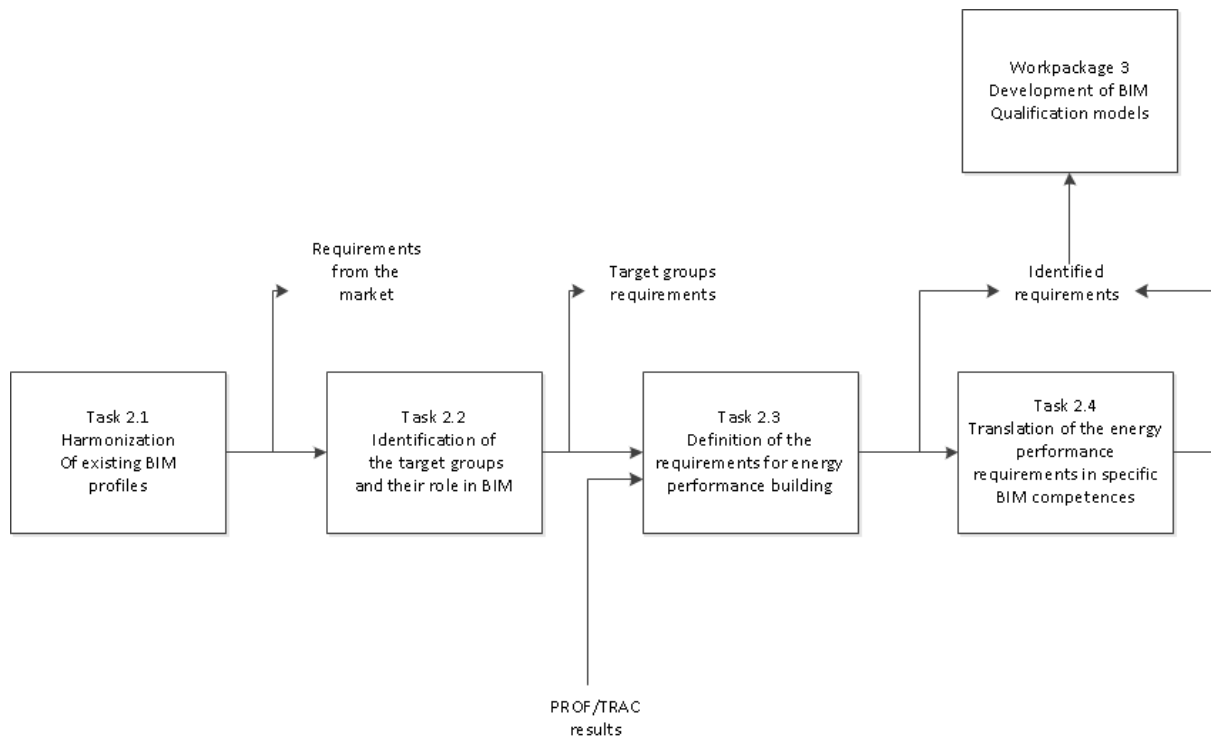 Workpackage 3
Development of BIM
Qualification models
Requirements
from the
market
Target groups
requirements
Identified
requirements
Task 2.1
Harmonization
Of existing BIM
profiles
Task 2.2
Identification of
the target groups
and their role in BIM
Task 2.3
Definition of the
requirements for energy
performance building
Task 2.4
Translation of the energy
performance
requirements in specific
BIM competences
PROF/TRAC
results